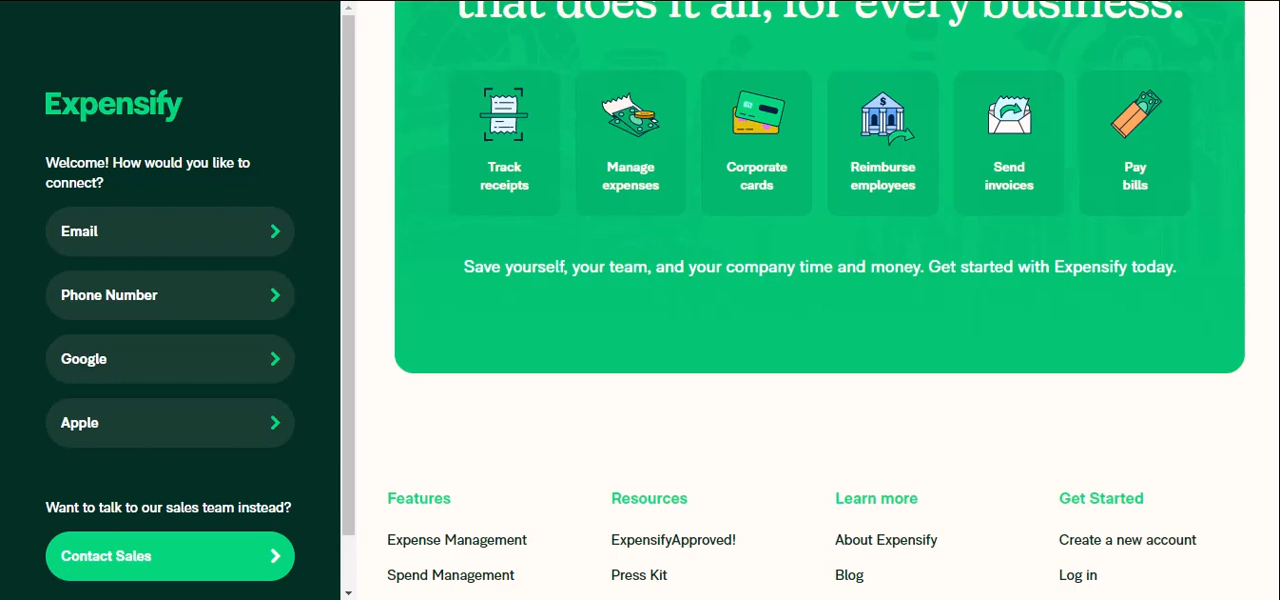 Expensify
Welcome! How would you like to
connect?
Email
Phone Number
Google
Apple
Want to talk to our sales team instead?
Contact Sales
that does it all, for every business.
Track
receipts
Manage
expenses
Corporate
cards
$
Reimburse
employees
Send
invoices
Pay
bills
Save yourself, your team, and your company time and money. Get started with Expensify today.
Features
Expense Management
Spend Management
Resources
ExpensifyApproved!
Press Kit
Learn more
About Expensify
Blog
Get Started
Create a new account
Log in